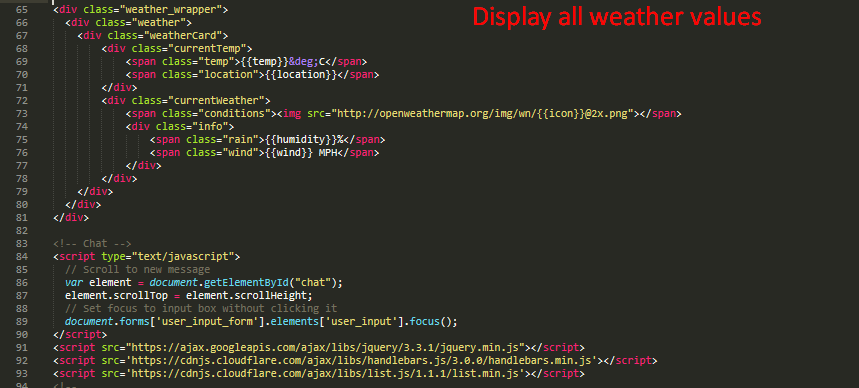 Display all weather values
65 <div class="weather_wrapper">
66 <div class="weather">
67 <div class="weatherCard">
68 <div class="currentTemp">
69 <span class="temp">{{temp}}&deg;C</span>
70 <span class="location">{{location}}</span>
71 </div>
72 <div class="currentWeather">
73 <span class="conditions"><img src="http://openweathermap.org/img/wn/{{icon}}@2x.png"></span>
74 <div class="info">
75 <span class="rain">{{humidity}}%</span>
76 <span class="wind">{{wind}} MPH</span>
77 </div>
78 </div>
79 </div>
80 </div>
81 </div>
82
83 <!-- Chat -->
84 <script type="text/javascript">
85 // Scroll to new message
86 var element = document.getElementById("chat");
87 element.scrollTop = element.scrollHeight;
88 // Set focus to input box without clicking it
89 document.forms['user_input_form'].elements['user_input'].focus();
90 </script>
91 <script src="https://ajax.googleapis.com/ajax/libs/jquery/3.3.1/jquery.min.js"></script>
92 <script src='https://cdnjs.cloudflare.com/ajax/libs/handlebars.js/3.0.0/handlebars.min.js'></script>
93 <script src='https://cdnjs.cloudflare.com/ajax/libs/list.js/1.1.1/list.min.js'></script>
94 <!--